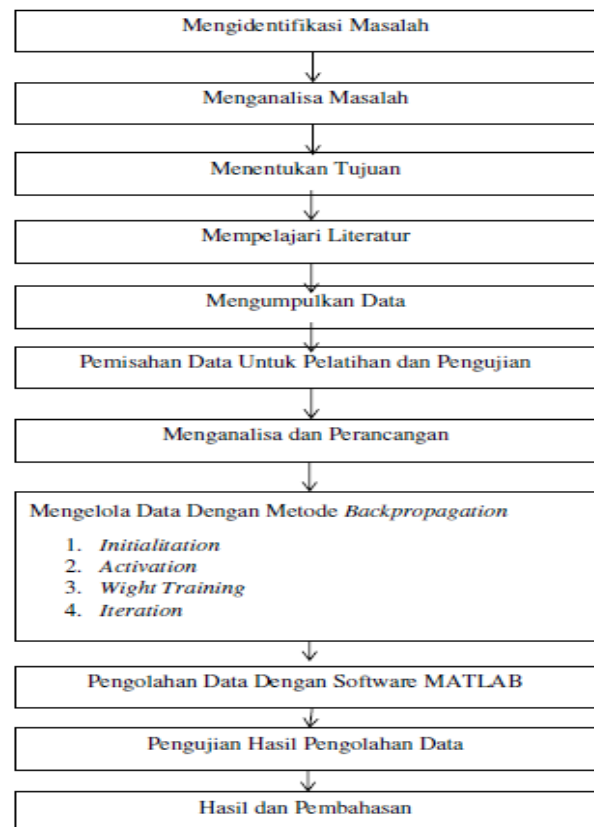 Mengidentifikasi Masalah
Menganalisa Masalah
Menentukan Tujuan
Mempelajari Literatur
Mengumpulkan Data
Pemisahan Data Untuk Pelatihan dan Pengujian
Menganalisa dan Perancangan
Mengelola Data Dengan Metode Backpropagation
1. Initialitation
2. Activation
3. Wight Training
4. Iteration
Pengolahan Data Dengan Software MATLAB
Pengujian Hasil Pengolahan Data
Hasil dan Pembahasan